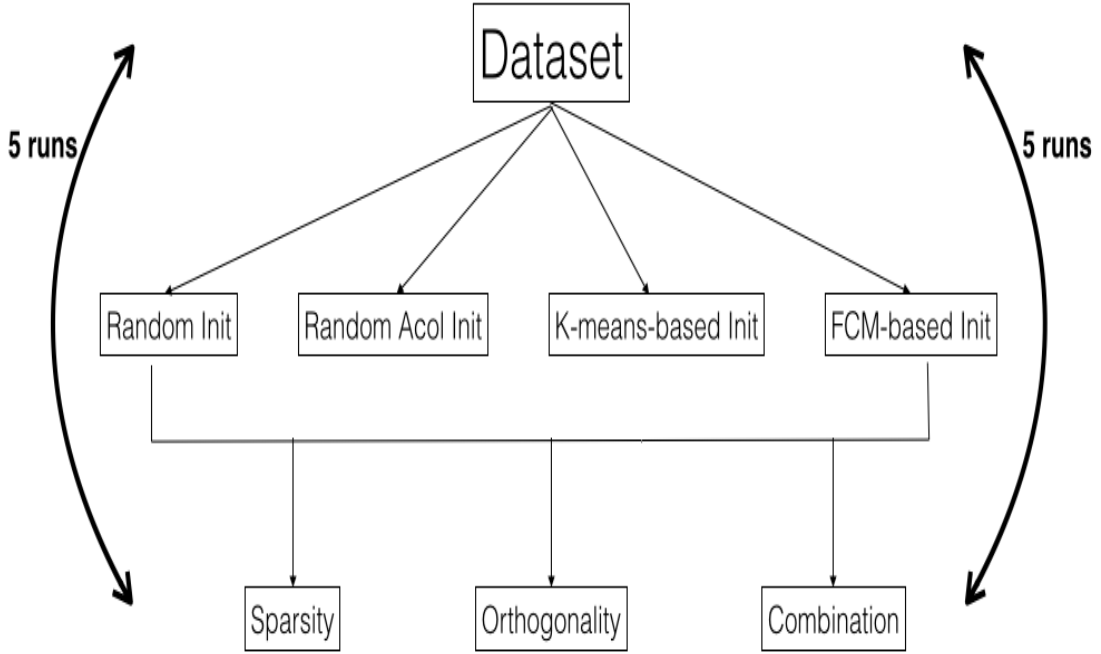 Dataset
5 runs
5 runs
Random Init
Random Acol Init
K-means-based Init
FCM-based Init
Sparsity
Orthogonality
Combination